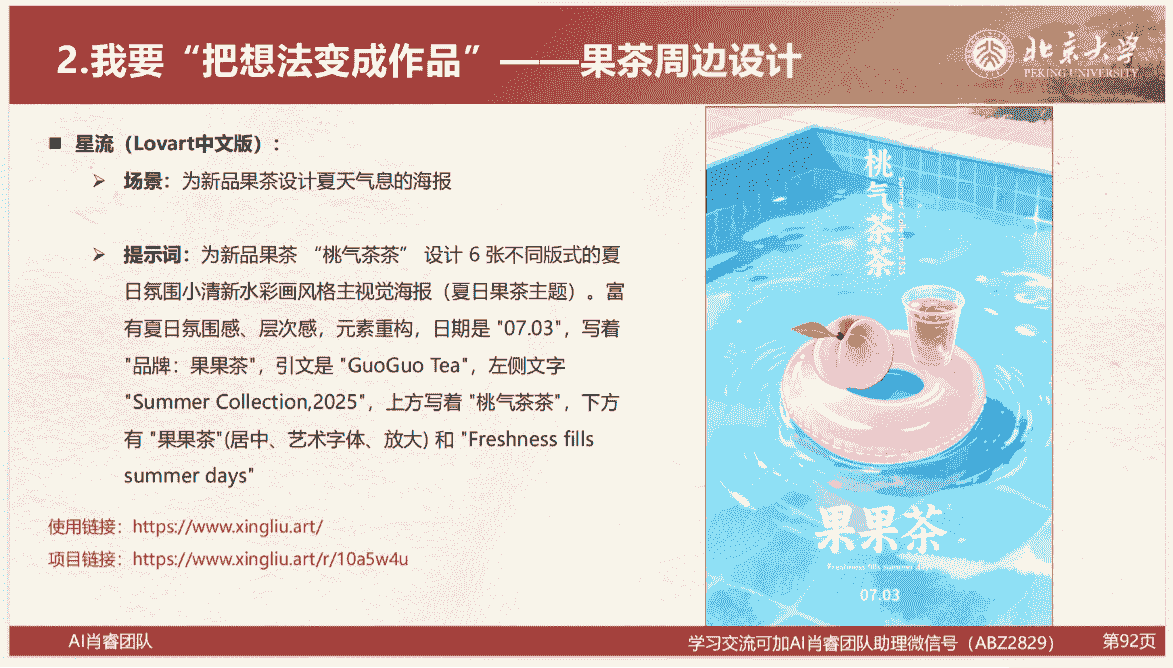 2.我要“把想法变成作品”——果茶周边设计
北京大学
PEKING UNIVERSITY
■ 星流（Lovart中文版）:
➢ 场景：为新品果茶设计夏天气息的海报
➢ 提示词：为新品果茶 “桃气茶茶” 设计 6 张不同版式的夏
日氛围小清新水彩画风格主视觉海报（夏日果茶主题）。富
有夏日氛围感、层次感，元素重构，日期是 "07.03"，写着
"品牌：果果茶"，引文是 "GuoGuo Tea"，左侧文字
"Summer Collection,2025"，上方写着 "桃气茶茶"，下方
有 "果果茶"(居中、艺术字体、放大) 和 "Freshness fills
summer days"
使用链接：https://www.xingliu.art/
项目链接：https://www.xingliu.art/r/10a5w4u
桃气茶茶
Summer Collection 2025
果果茶
Freshness fills summer days
07.03
AI肖睿团队
学习交流可加AI肖睿团队助理微信号（ABZ2829）
第92页